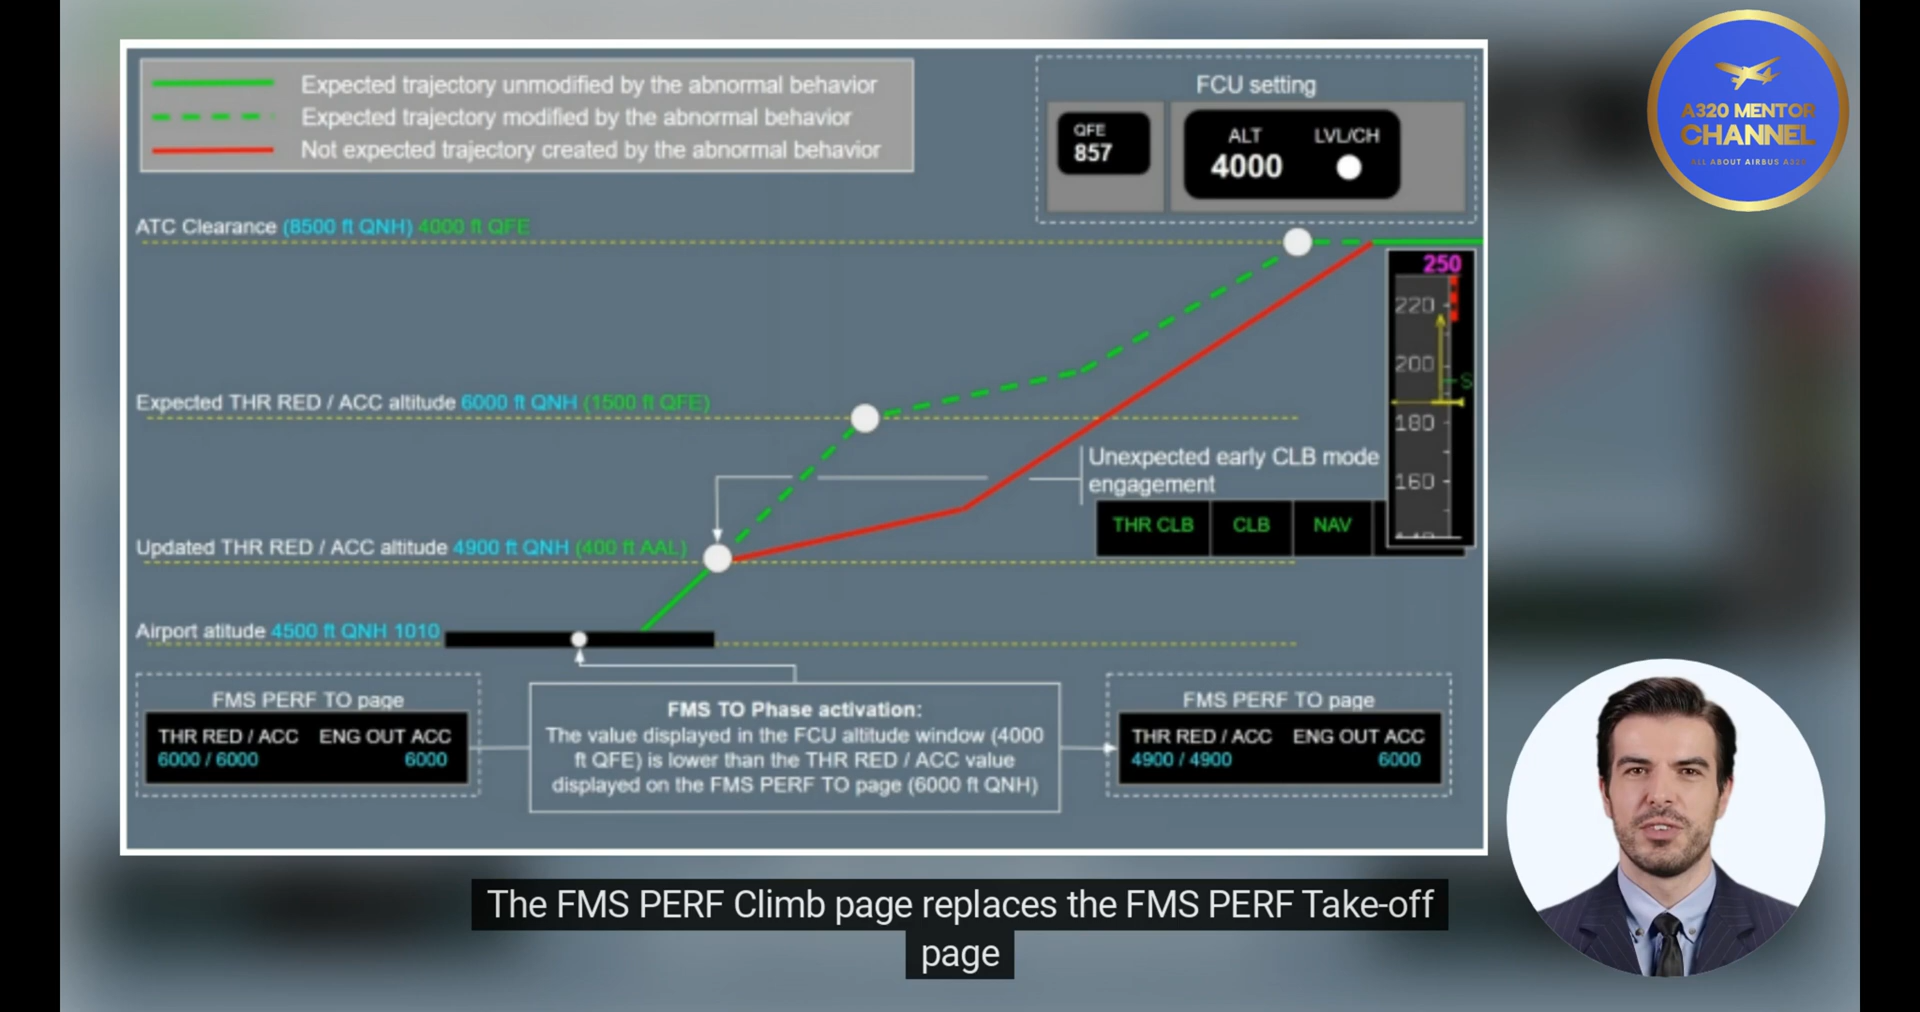 Expected trajectory unmodified by the abnormal behavior
Expected trajectory modified by the abnormal behavior
Not expected trajectory created by the abnormal behavior
FCU setting
QFE
857
ALT LVL/CH
4000
A320 MENTOR
CHANNEL
ALL ABOUT AIRBUS A320
ATC Clearance (8500 ft QNH) 4000 ft QFE
250
220
200
S
180
160
Expected THR RED / ACC altitude 6000 ft QNH (1500 ft QFE)
Unexpected early CLB mode
engagement
THR CLB CLB NAV
Updated THR RED / ACC altitude 4900 ft QNH (400 ft AAL)
Airport atitude 4500 ft QNH 1010
FMS PERF TO page
THR RED / ACC ENG OUT ACC
6000 / 6000 6000
FMS TO Phase activation:
The value displayed in the FCU altitude window (4000
ft QFE) is lower than the THR RED / ACC value
displayed on the FMS PERF TO page (6000 ft QNH)
FMS PERF TO page
THR RED / ACC ENG OUT ACC
4900 / 4900 6000
The FMS PERF Climb page replaces the FMS PERF Take-off
page